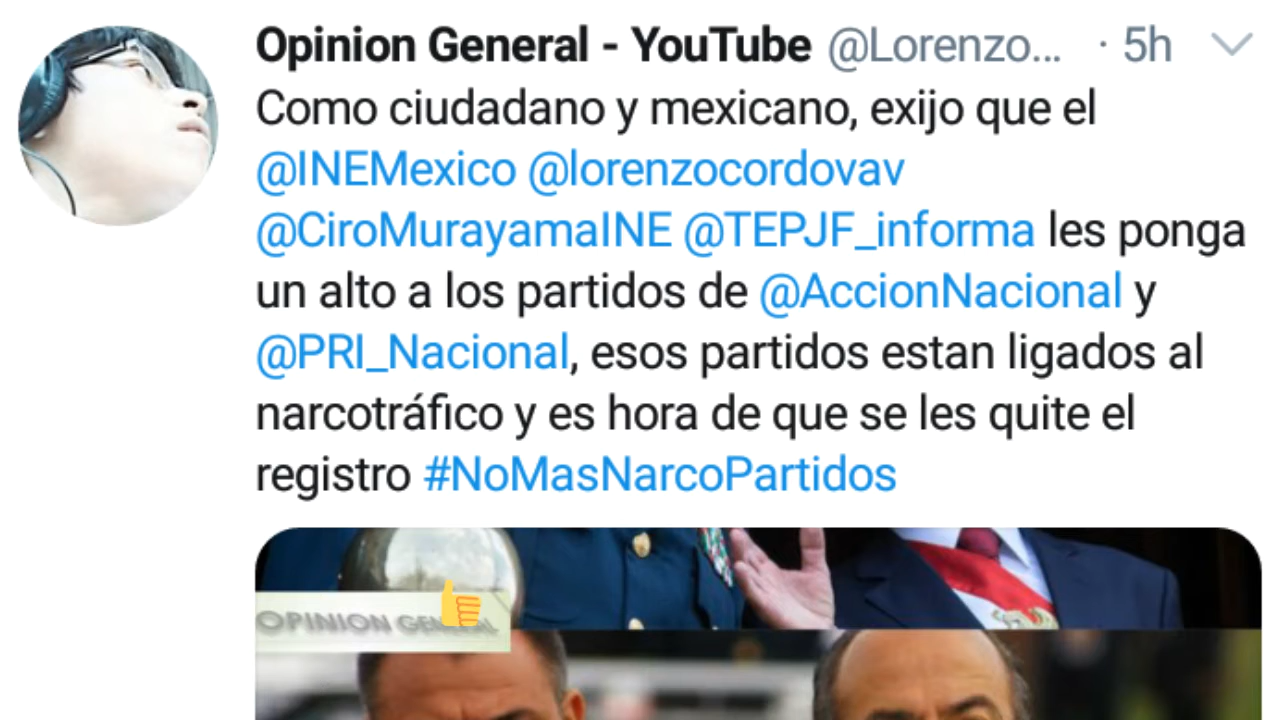 Opinion General - YouTube @Lorenzo... · 5h
Como ciudadano y mexicano, exijo que el
@INEMexico @lorenzocordovav
@CiroMurayamaINE @TEPJF_informa les ponga
un alto a los partidos de @AccionNacional y
@PRI_Nacional, esos partidos estan ligados al
narcotráfico y es hora de que se les quite el
registro #NoMasNarcoPartidos
OPINION GENERAL